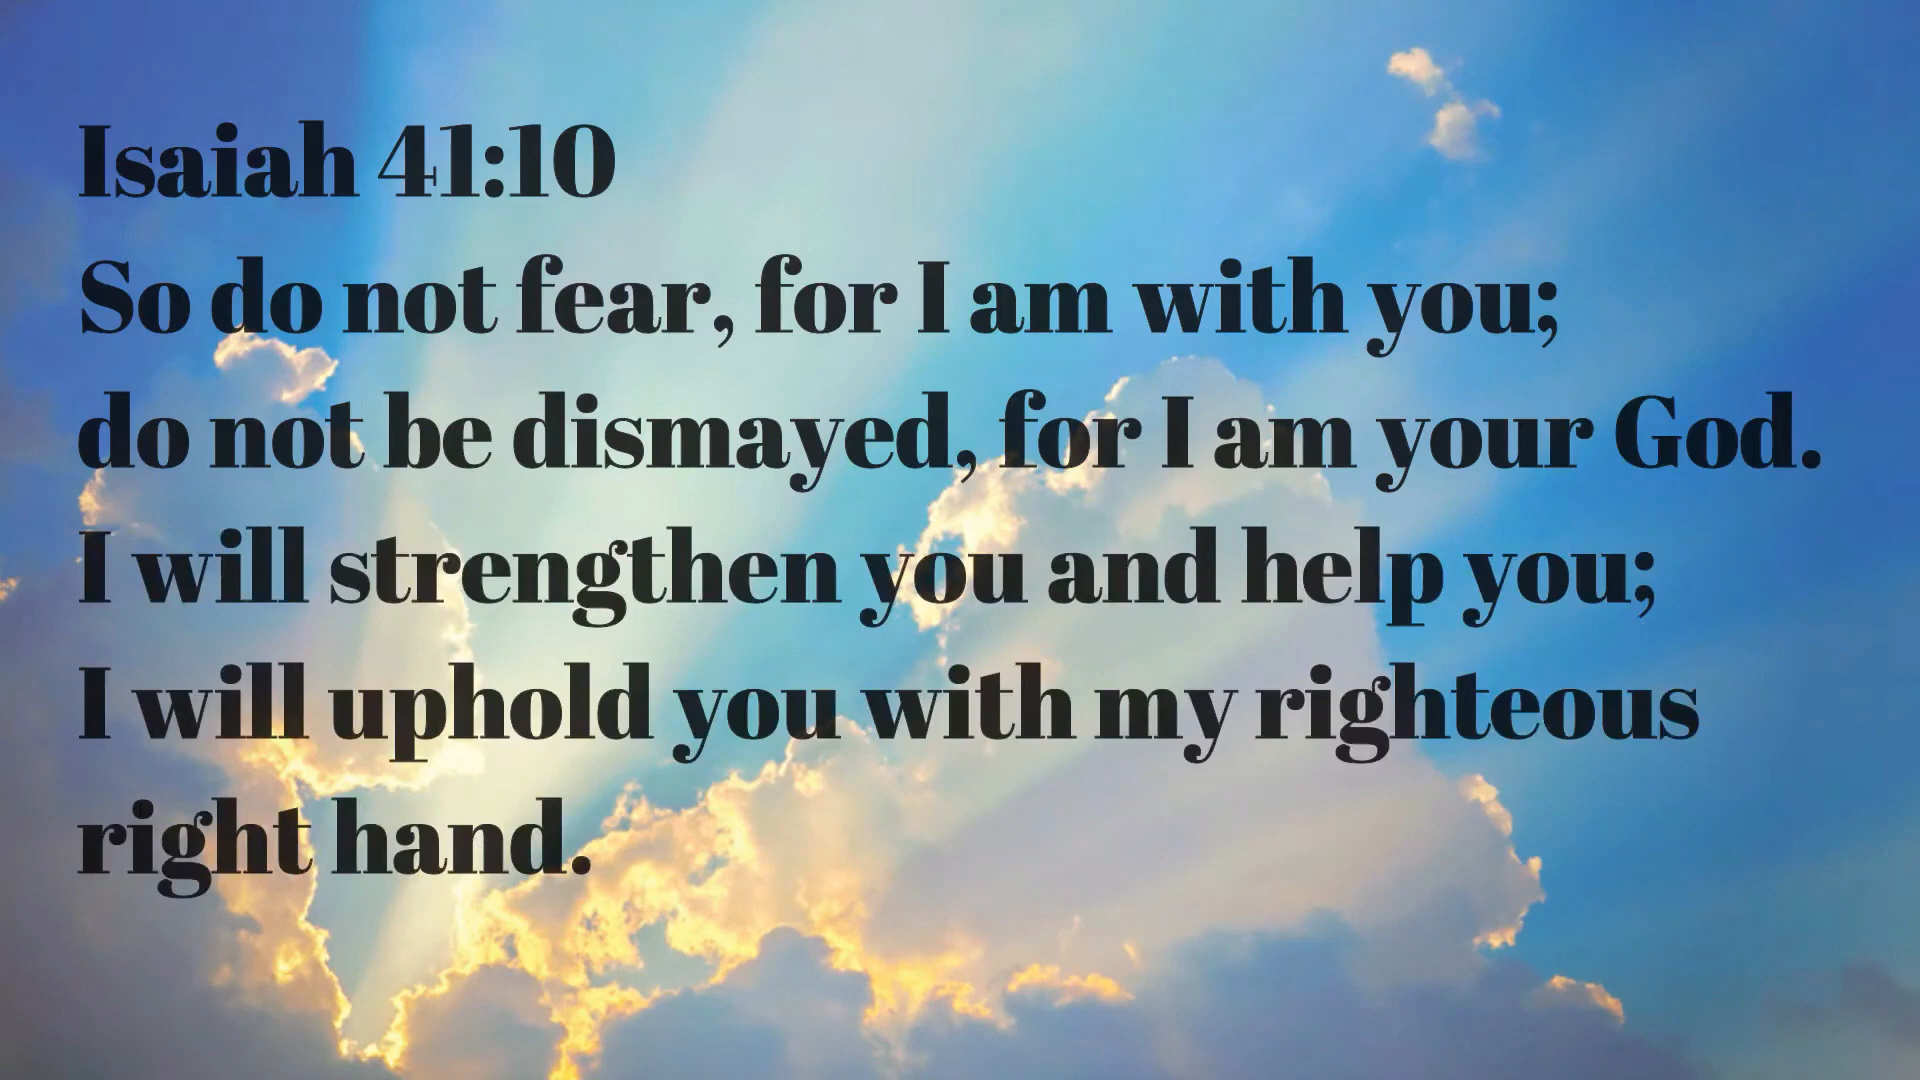 Isaiah 41:10
So do not fear, for I am with you;
do not be dismayed, for I am your God.
I will strengthen you and help you;
I will uphold you with my righteous
right hand.